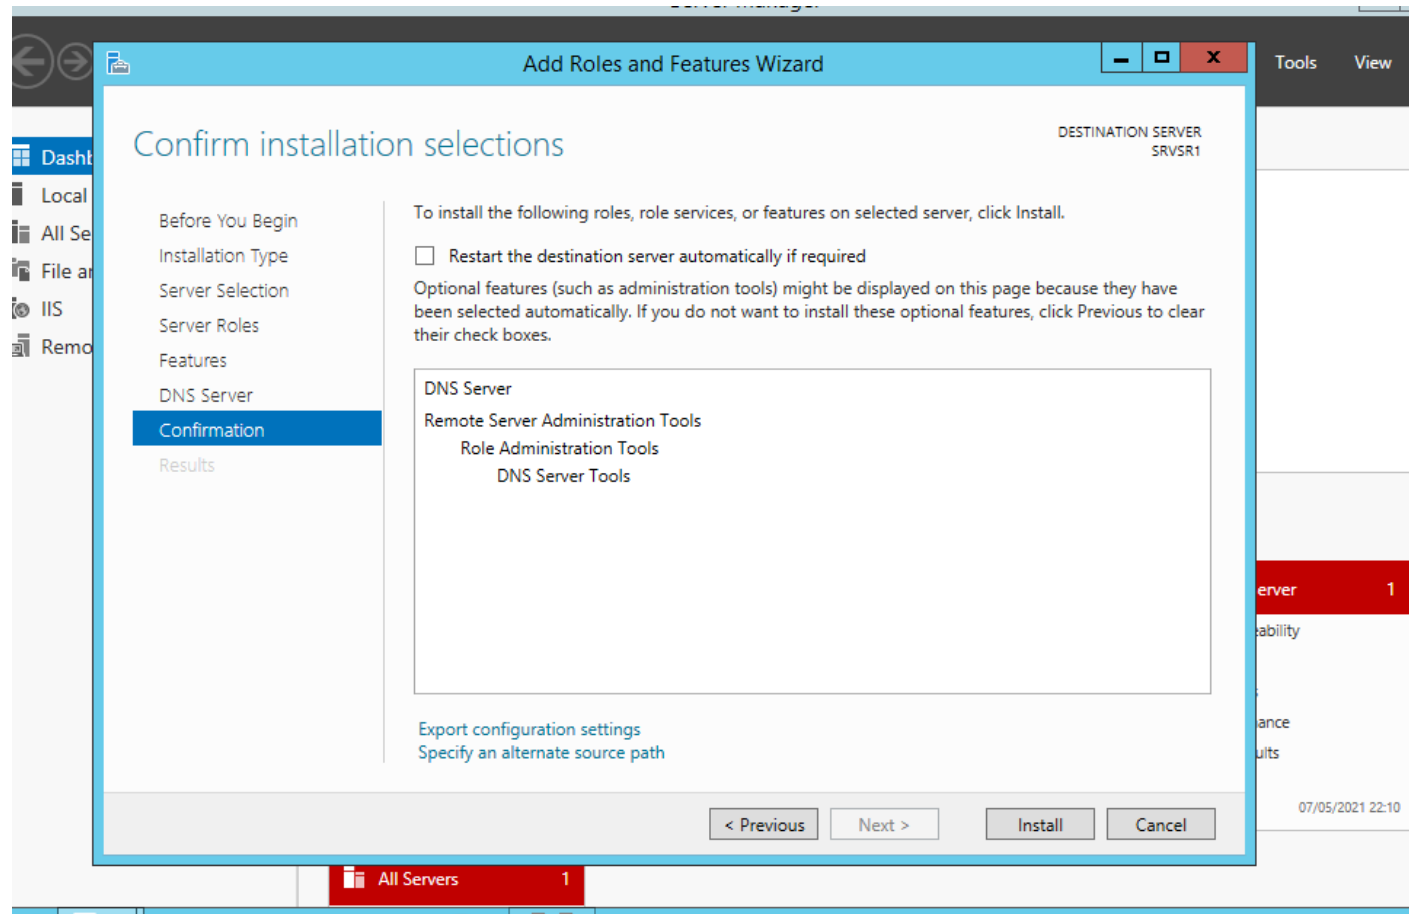 Add Roles and Features Wizard
Tools View
Confirm installation selections
DESTINATION SERVER
SRVSR1
Local
IIS
Before You Begin
Installation Type
Server Selection
Server Roles
Features
DNS Server
Confirmation
Results
To install the following roles, role services, or features on selected server, click Install.
Restart the destination server automatically if required
Optional features (such as administration tools) might be displayed on this page because they have
been selected automatically. If you do not want to install these optional features, click Previous to clear
their check boxes.
DNS Server
Remote Server Administration Tools
Role Administration Tools
DNS Server Tools
Export configuration settings
Specify an alternate source path
< Previous Next > Install Cancel
1
07/05/2021 22:10
All Servers 1